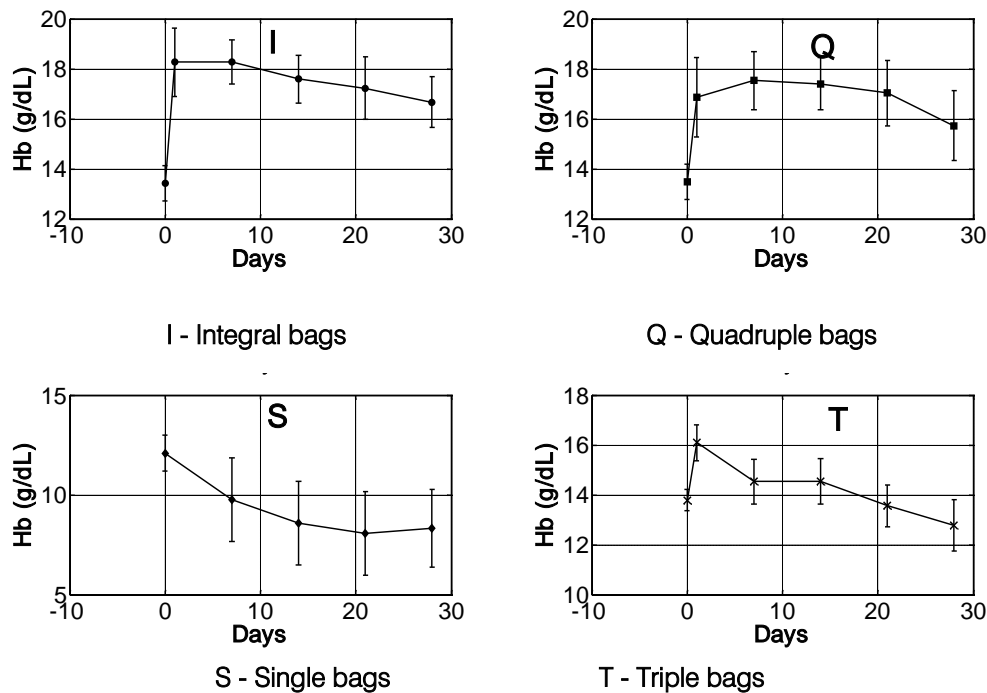 20
18
16
14
12
Hb (g/dL)
I
-10 0 10 20 30
Days
I - Integral bags
20
18
16
14
12
Hb (g/dL)
Q
-10 0 10 20 30
Days
Q - Quadruple bags
15
10
5
Hb (g/dL)
S
-10 0 10 20 30
Days
S - Single bags
18
16
14
12
10
Hb (g/dL)
T
-10 0 10 20 30
Days
T - Triple bags